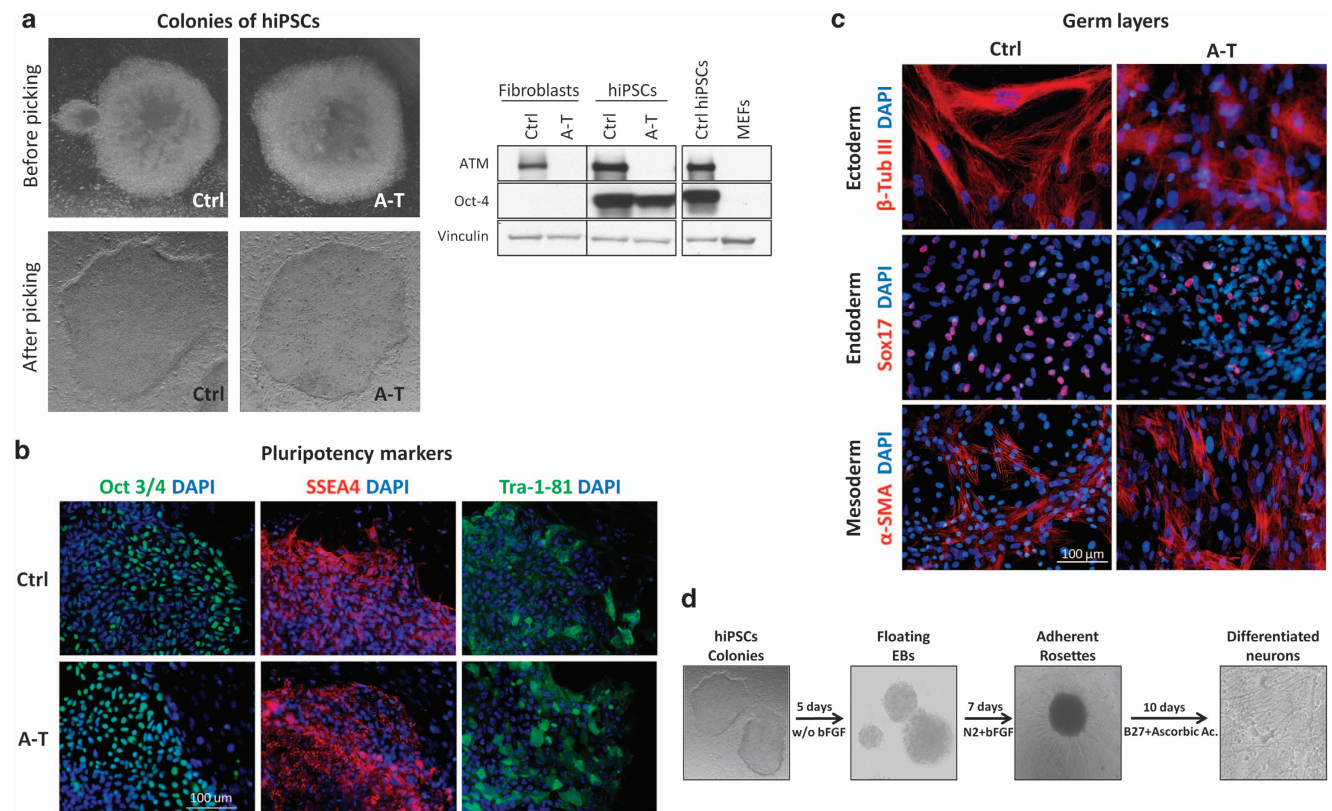 a
Colonies of hiPSCs
Before picking
Ctrl
A-T
After picking
Ctrl
A-T
Fibroblasts
hiPSCs
Ctrl
A-T
Ctrl
A-T
Ctrl hiPSCs
MEFs
ATM
Oct-4
Vinculin
b
Pluripotency markers
Oct 3/4 DAPI
SSEA4 DAPI
Tra-1-81 DAPI
Ctrl
A-T
100 um
c
Germ layers
Ctrl
A-T
Ectoderm
β-Tub III DAPI
Endoderm
Sox17 DAPI
Mesoderm
α-SMA DAPI
100 µm
d
hiPSCs
Colonies
5 days
w/o bFGF
Floating
EBs
7 days
N2+bFGF
Adherent
Rosettes
10 days
B27+Ascorbic Ac.
Differentiated
neurons